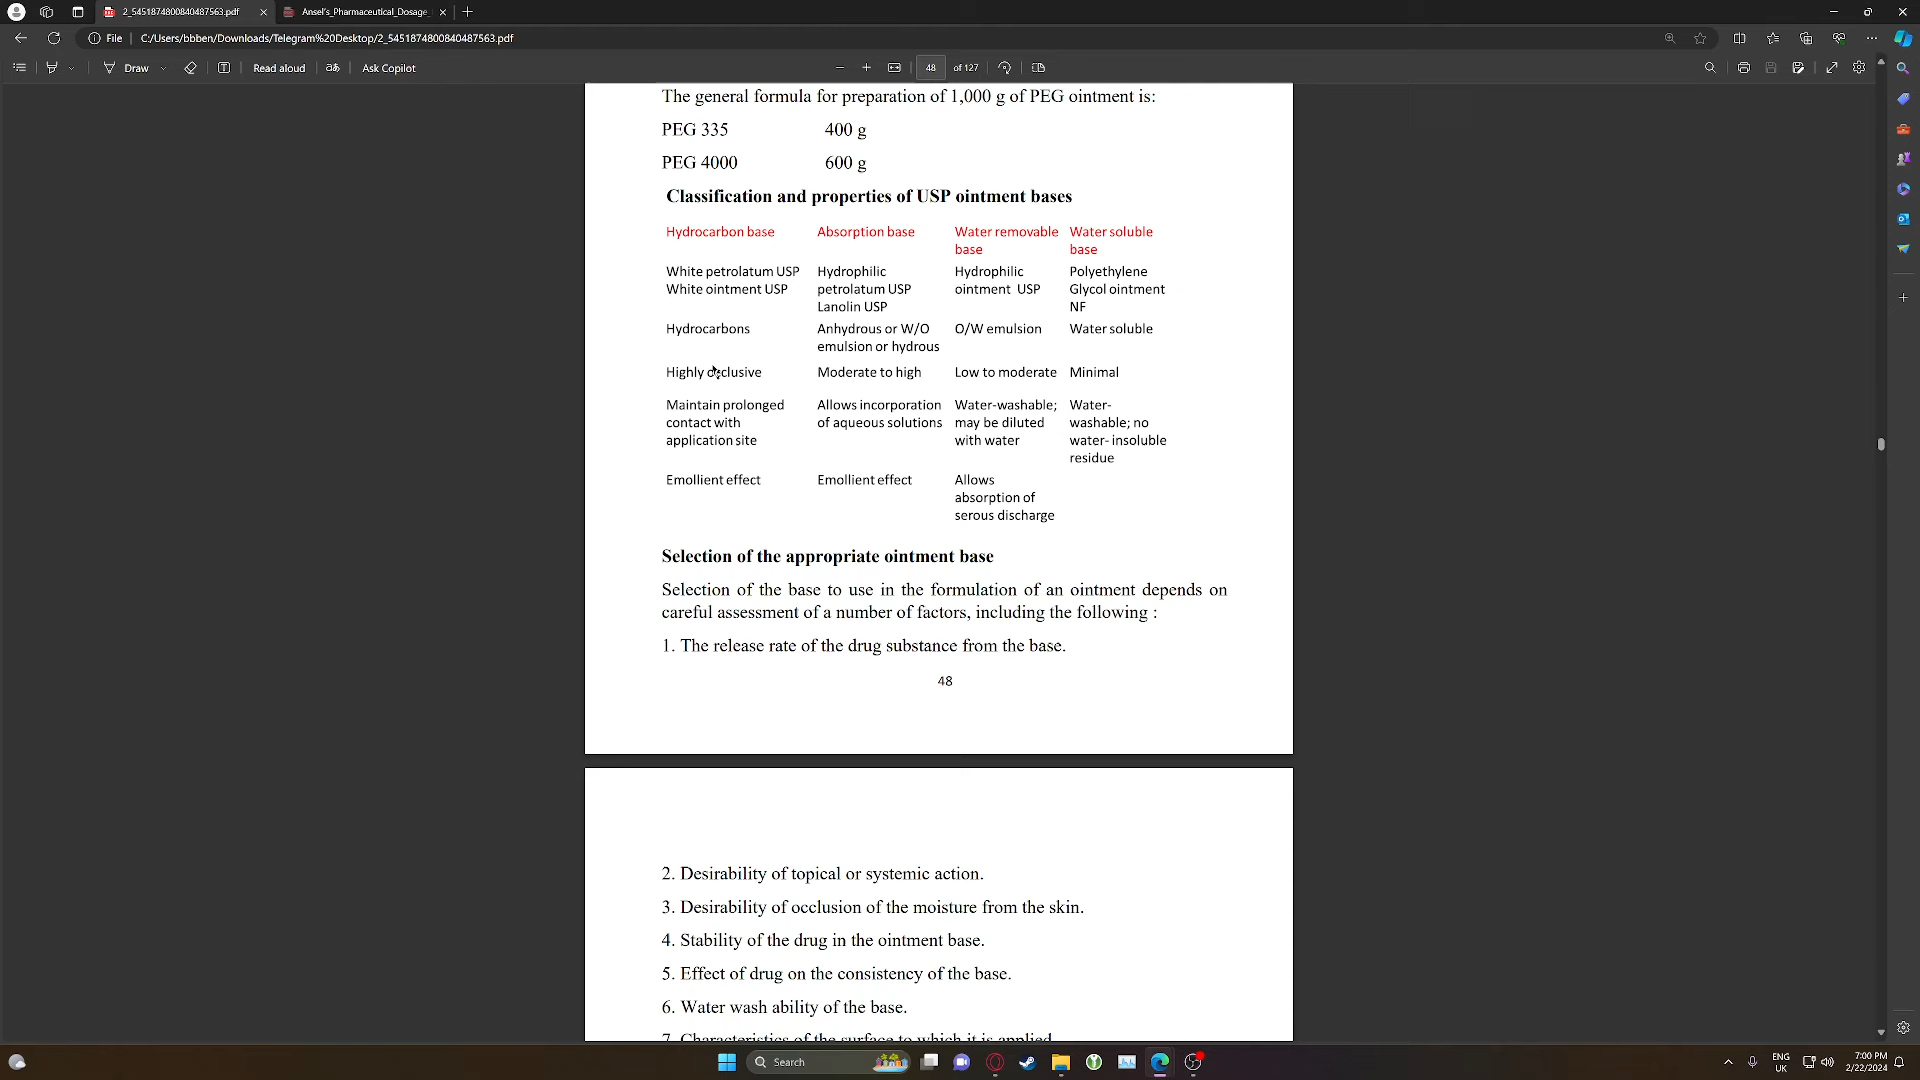 2_5451874800840487563.pdf
Ansel's_Pharmaceutical_Dosage_
File
C:/Users/bbben/Downloads/Telegram%20Desktop/2_5451874800840487563.pdf
Draw
Read aloud
Ask Copilot
48
of 127
The general formula for preparation of 1,000 g of PEG ointment is:
PEG 335 400 g
PEG 4000 600 g
Classification and properties of USP ointment bases
Hydrocarbon base
Absorption base
Water removable
base
Water soluble
base
White petrolatum USP
White ointment USP
Hydrophilic
petrolatum USP
Lanolin USP
Hydrophilic
ointment USP
Polyethylene
Glycol ointment
NF
Hydrocarbons
Anhydrous or W/O
emulsion or hydrous
O/W emulsion
Water soluble
Highly occlusive
Moderate to high
Low to moderate
Minimal
Maintain prolonged
contact with
application site
Allows incorporation
of aqueous solutions
Water-washable;
may be diluted
with water
Water-
washable; no
water- insoluble
residue
Emollient effect
Emollient effect
Allows
absorption of
serous discharge
Selection of the appropriate ointment base
Selection of the base to use in the formulation of an ointment depends on
careful assessment of a number of factors, including the following :
1. The release rate of the drug substance from the base.
48
2. Desirability of topical or systemic action.
3. Desirability of occlusion of the moisture from the skin.
4. Stability of the drug in the ointment base.
5. Effect of drug on the consistency of the base.
6. Water wash ability of the base.
7. Characteristics of the surface to which it is applied.
Search
ENG
UK
7:00 PM
2/22/2024